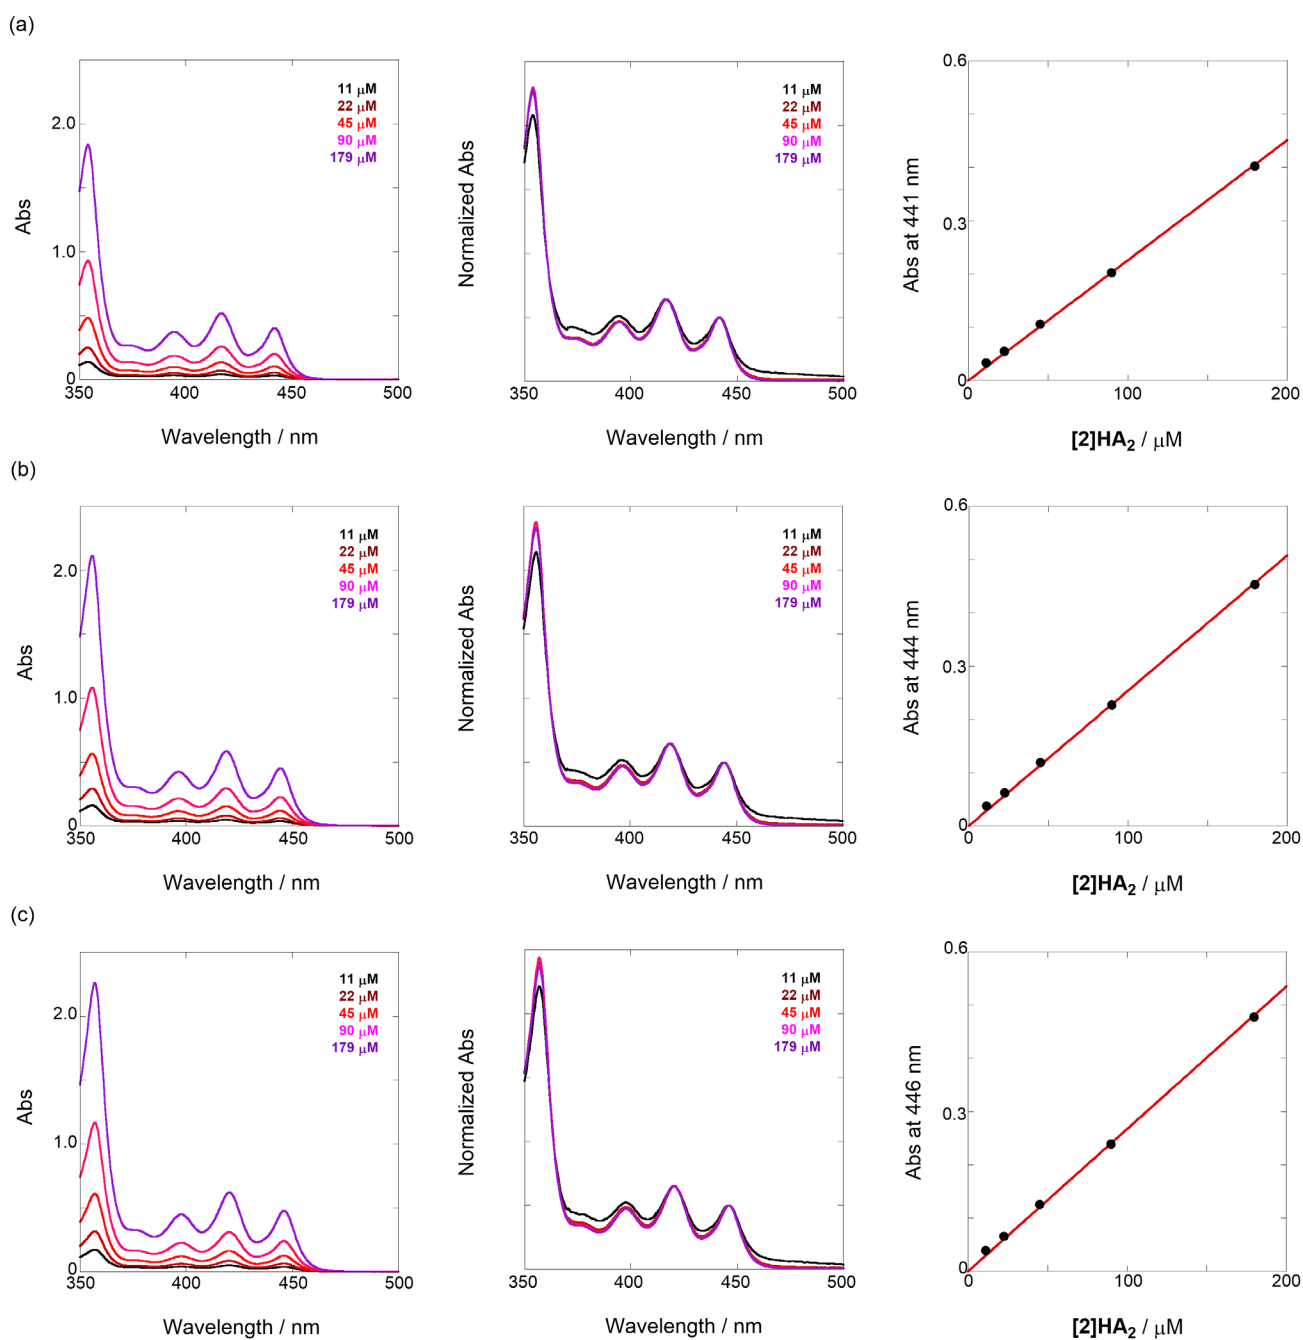 (a)
2.0
1.0
0
350
400
450
500
Abs
Wavelength / nm
11 μM
22 μM
45 μM
90 μM
179 μM
350
400
450
500
Normalized Abs
Wavelength / nm
11 μM
22 μM
45 μM
90 μM
179 μM
0.6
0.3
0
0
100
200
Abs at 441 nm
[2]HA2 / μM
(b)
2.0
1.0
0
350
400
450
500
Abs
Wavelength / nm
11 μM
22 μM
45 μM
90 μM
179 μM
350
400
450
500
Normalized Abs
Wavelength / nm
11 μM
22 μM
45 μM
90 μM
179 μM
0.6
0.3
0
0
100
200
Abs at 444 nm
[2]HA2 / μM
(c)
2.0
1.0
0
350
400
450
500
Abs
Wavelength / nm
11 μM
22 μM
45 μM
90 μM
179 μM
350
400
450
500
Normalized Abs
Wavelength / nm
11 μM
22 μM
45 μM
90 μM
179 μM
0.6
0.3
0
0
100
200
Abs at 446 nm
[2]HA2 / μM